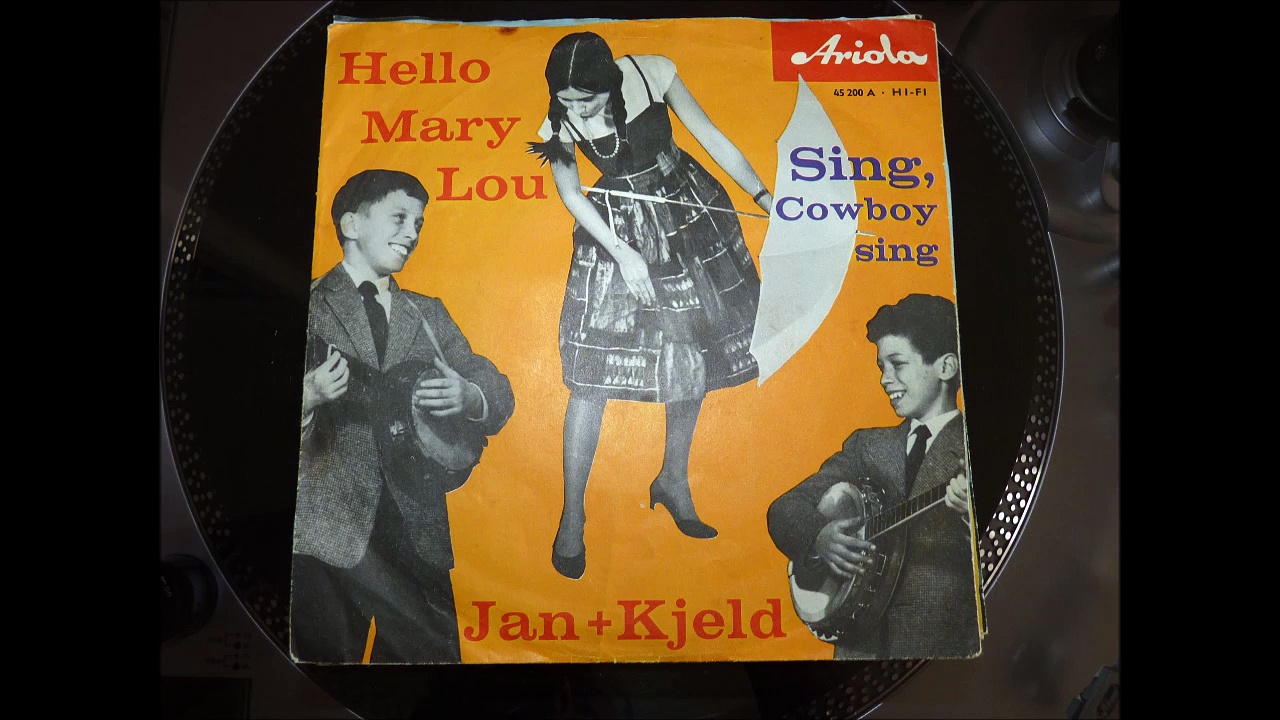 Hello
Mary
Lou
Ariola
45 200 A · HI-FI
Sing,
Cowboy
sing
Jan+Kjeld